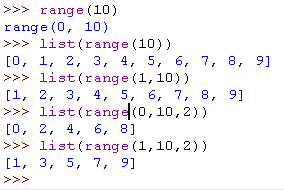 >>> range(10)
range(0, 10)
>>> list(range(10))
[0, 1, 2, 3, 4, 5, 6, 7, 8, 9]
>>> list(range(1,10))
[1, 2, 3, 4, 5, 6, 7, 8, 9]
>>> list(range(0,10,2))
[0, 2, 4, 6, 8]
>>> list(range(1,10,2))
[1, 3, 5, 7, 9]
>>>